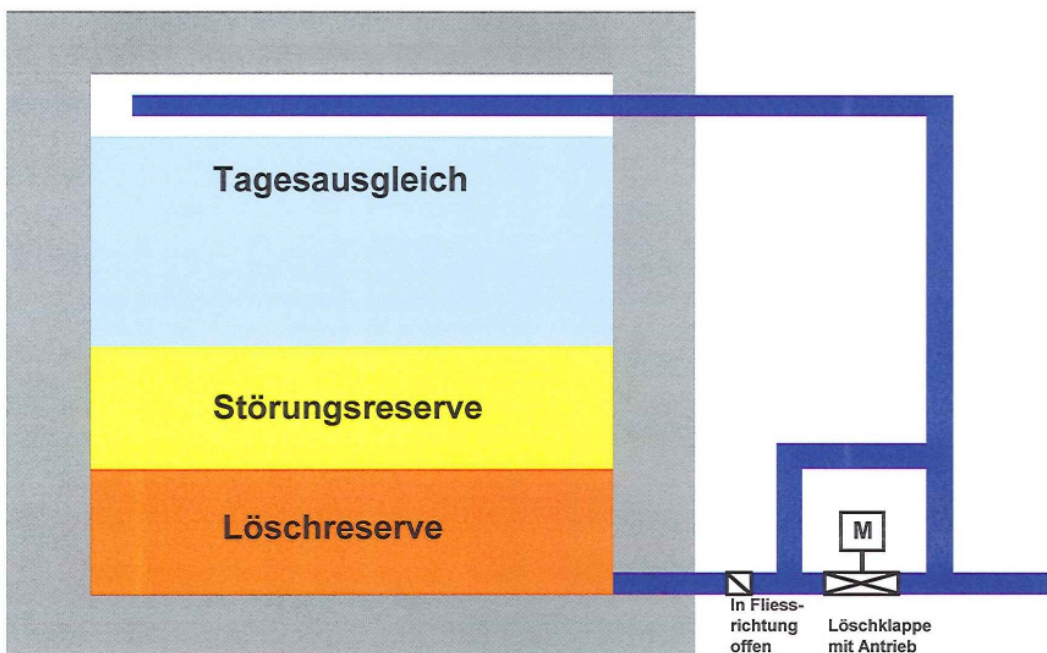 Tagesausgleich
Störungsreserve
Löschreserve
M
In Fliess-
richtung
offen
Löschklappe
mit Antrieb